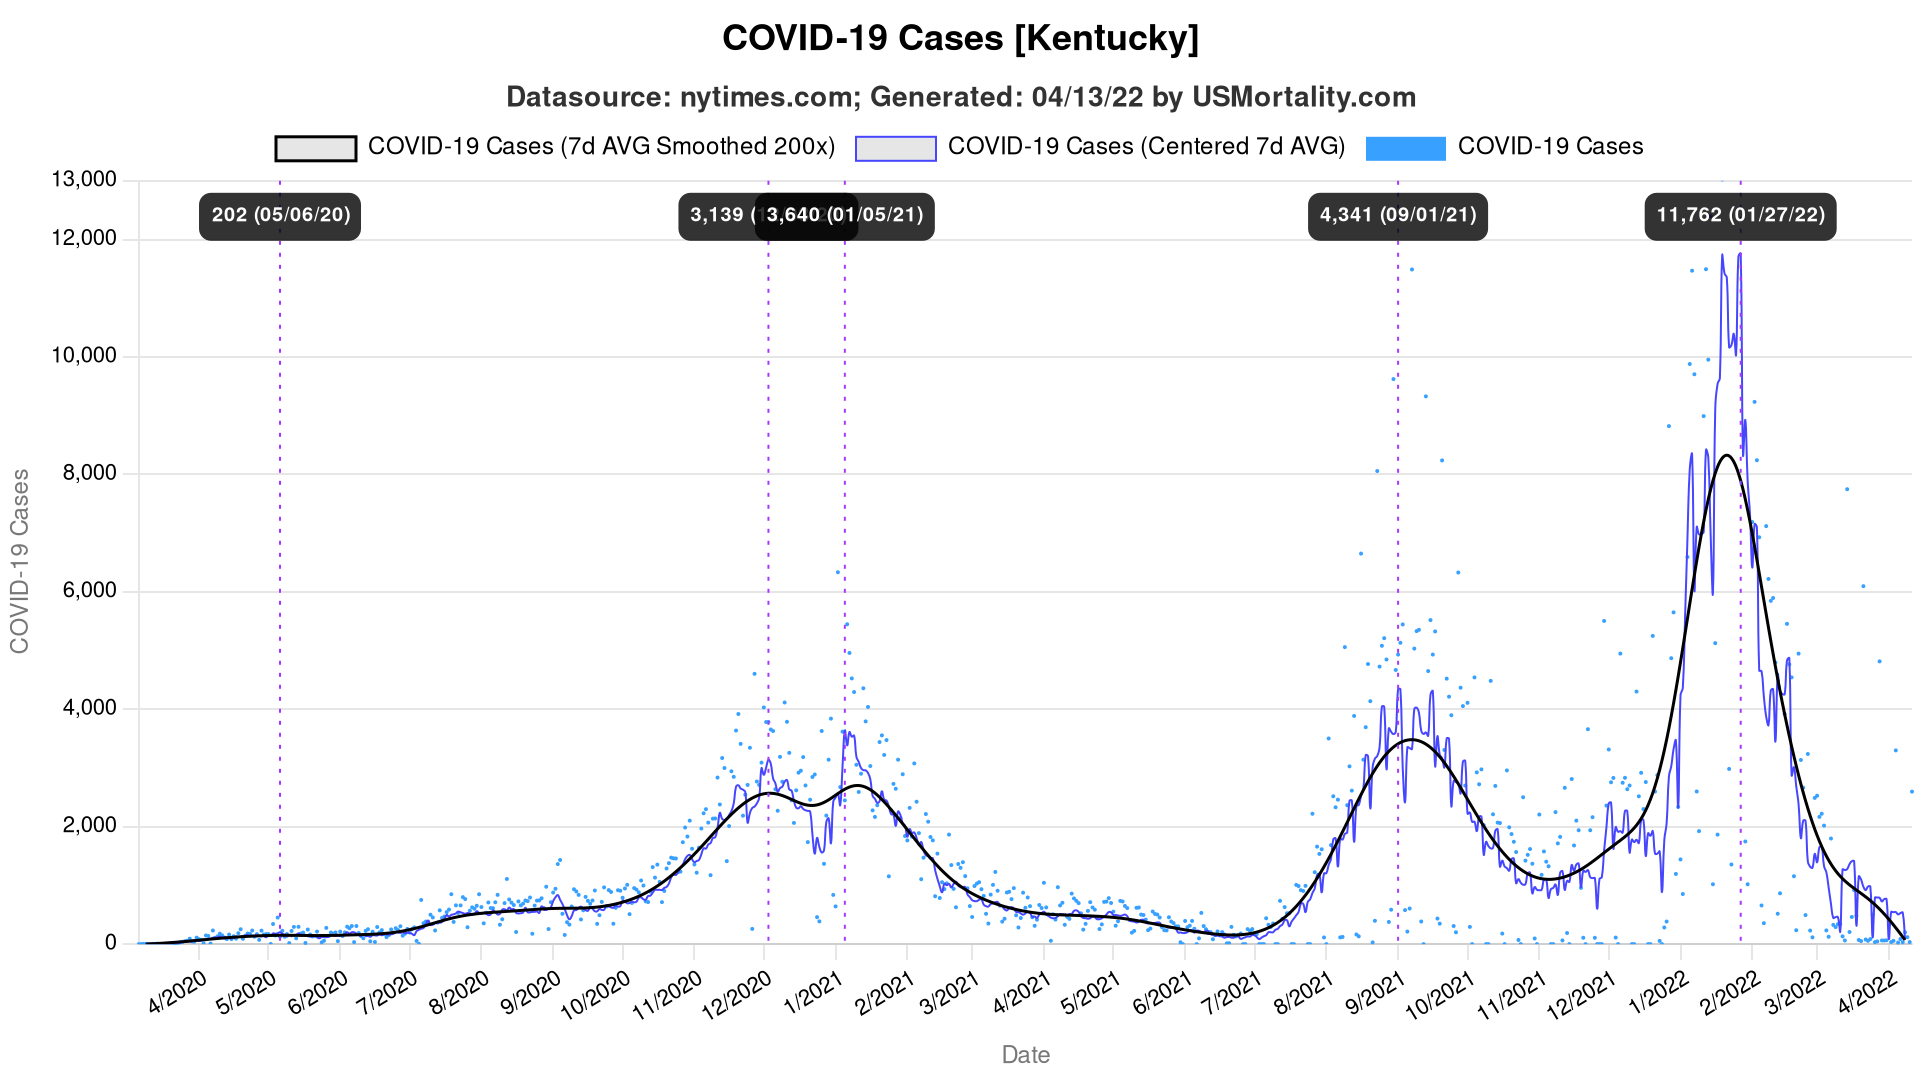 COVID-19 Cases [Kentucky]
Datasource: nytimes.com; Generated: 04/13/22 by USMortality.com
COVID-19 Cases (7d AVG Smoothed 200x) COVID-19 Cases (Centered 7d AVG) COVID-19 Cases
13,000
202 (05/06/20) 3,139 ( 3,640 (01/05/21) 4,341 (09/01/21) 11,762 (01/27/22)
12,000
10,000
8,000
6,000
4,000
2,000
0
COVID-19 Cases
4/2020 5/2020 6/2020 7/2020 8/2020 9/2020 10/2020 11/2020 12/2020 1/2021 2/2021 3/2021 4/2021 5/2021 6/2021 7/2021 8/2021 9/2021 10/2021 11/2021 12/2021 1/2022 2/2022 3/2022 4/2022
Date